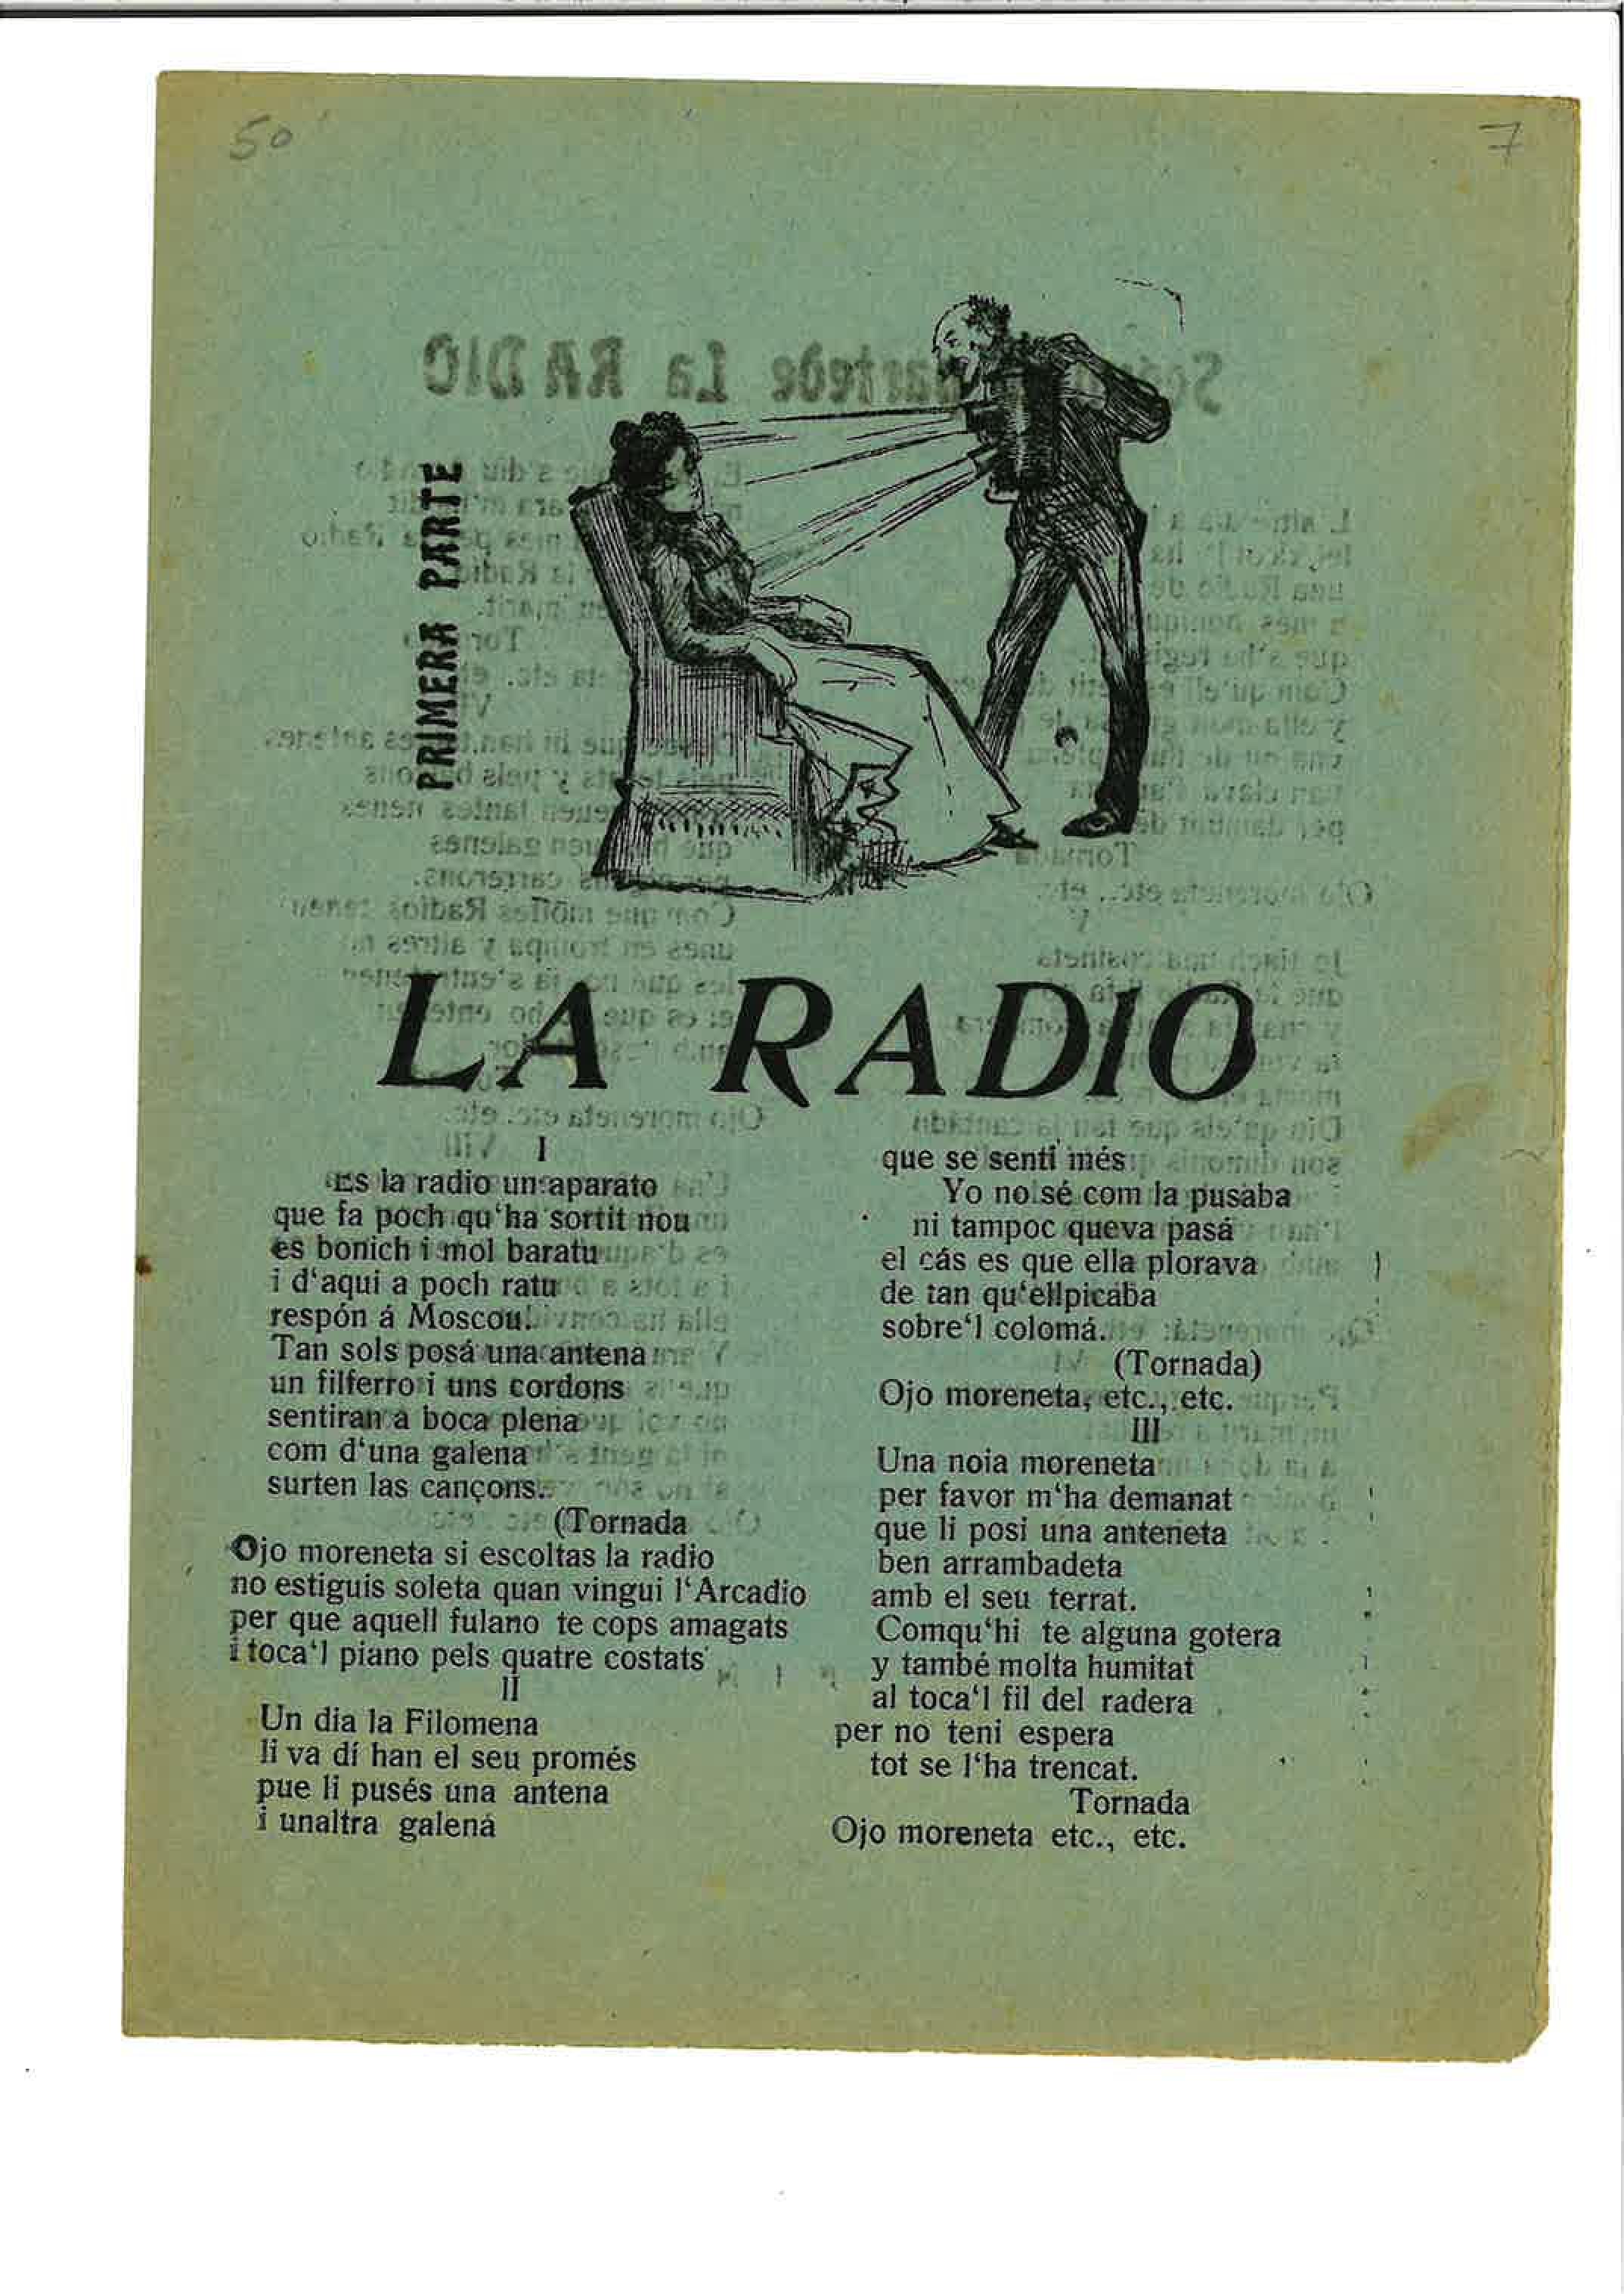 50
7
PRIMERA PARTE
LA RADIO
I
Es la radio un aparato
que fa poch qu‘ha sortit nou
es bonich i mol baratu
i d‘aqui a poch ratu
respón á Moscou.
Tan sols posá una antena
un filferro i uns cordons
sentiran a boca plena
com d‘una galena
surten las cançons.
(Tornada
Ojo moreneta si escoltas la radio
no estiguis soleta quan vingui l‘Arcadio
per que aquell fulano te cops amagats
i toca‘l piano pels quatre costats
II
Un dia la Filomena
li va dí han el seu promés
pue li pusés una antena
i unaltra galena
que se senti més
Yo no sé com la pusaba
ni tampoc queva pasá
el cás es que ella plorava
de tan qu‘ellpicaba
sobre‘l colomá.
(Tornada)
Ojo moreneta, etc., etc.
III
Una noia moreneta
per favor m‘ha demanat
que li posi una anteneta
ben arrambadeta
amb el seu terrat.
Comqu‘hi te alguna gotera
y també molta humitat
al toca‘l fil del radera
per no teni espera
tot se l‘ha trencat.
Tornada
Ojo moreneta etc., etc.